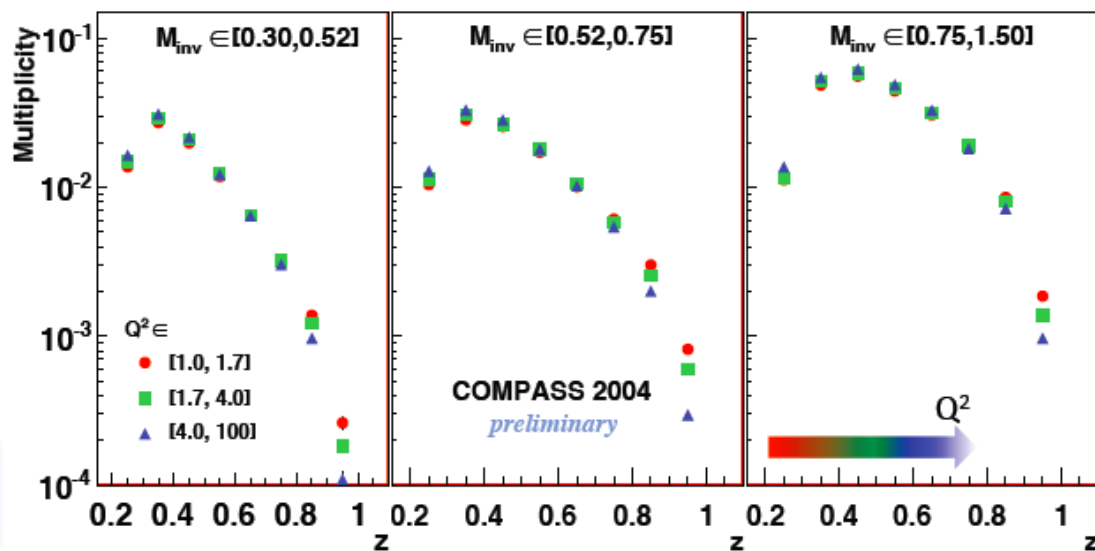 M_inv ∈[0.30,0.52]
M_inv ∈[0.52,0.75]
M_inv ∈[0.75,1.50]
Multiplicity
10⁻¹
10⁻²
10⁻³
10⁻⁴
Q² ∈
[1.0, 1.7]
[1.7, 4.0]
[4.0, 100]
COMPASS 2004
preliminary
Q²
0.2 0.4 0.6 0.8 1
0.2 0.4 0.6 0.8 1
0.2 0.4 0.6 0.8 1
z
z
z